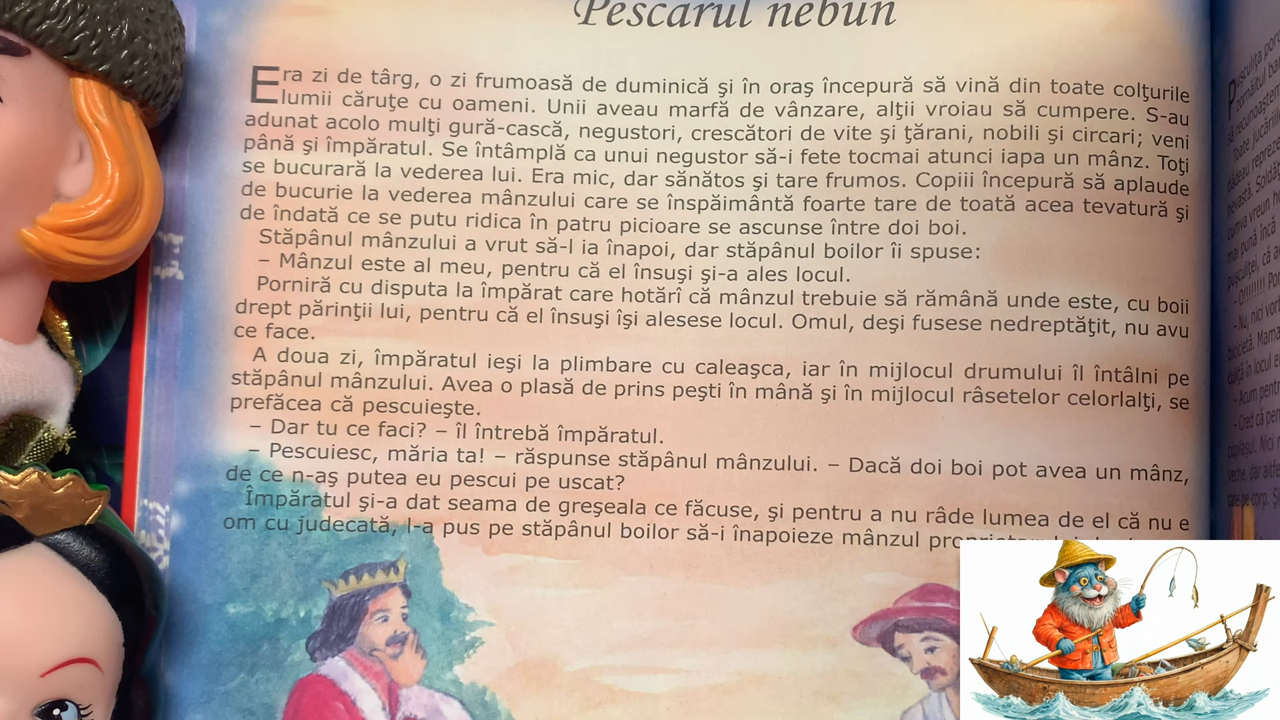 Pescarul nebun
Era zi de târg, o zi frumoasă de duminică şi în oraş începură să vină din toate colţurile
lumii căruţe cu oameni. Unii aveau marfă de vânzare, alţii vroiau să cumpere. S-au
adunat acolo mulţi gură-cască, negustori, crescători de vite şi ţărani, nobili şi circari; veni
până şi împăratul. Se întâmplă ca unui negustor să-i fete tocmai atunci iapa un mânz. Toţi
se bucurară la vederea lui. Era mic, dar sănătos şi tare frumos. Copiii începură să aplaude
de bucurie la vederea mânzului care se înspăimântă foarte tare de toată acea tevatură şi
de îndată ce se putu ridica în patru picioare se ascunse între doi boi.
Stăpânul mânzului a vrut să-l ia înapoi, dar stăpânul boilor îi spuse:
– Mânzul este al meu, pentru că el însuşi şi-a ales locul.
Porniră cu disputa la împărat care hotărî că mânzul trebuie să rămână unde este, cu boii
drept părinţii lui, pentru că el însuşi îşi alesese locul. Omul, deşi fusese nedreptăţit, nu avu
ce face.
A doua zi, împăratul ieşi la plimbare cu caleaşca, iar în mijlocul drumului îl întâlni pe
stăpânul mânzului. Avea o plasă de prins peşti în mână şi în mijlocul râsetelor celorlalţi, se
prefăcea că pescuieşte.
– Dar tu ce faci? – îl întrebă împăratul.
– Pescuiesc, măria ta! – răspunse stăpânul mânzului. – Dacă doi boi pot avea un mânz,
de ce n-aş putea eu pescui pe uscat?
Împăratul şi-a dat seama de greşeala ce făcuse, şi pentru a nu râde lumea de el că nu e
om cu judecată, l-a pus pe stăpânul boilor să-i înapoieze mânzul